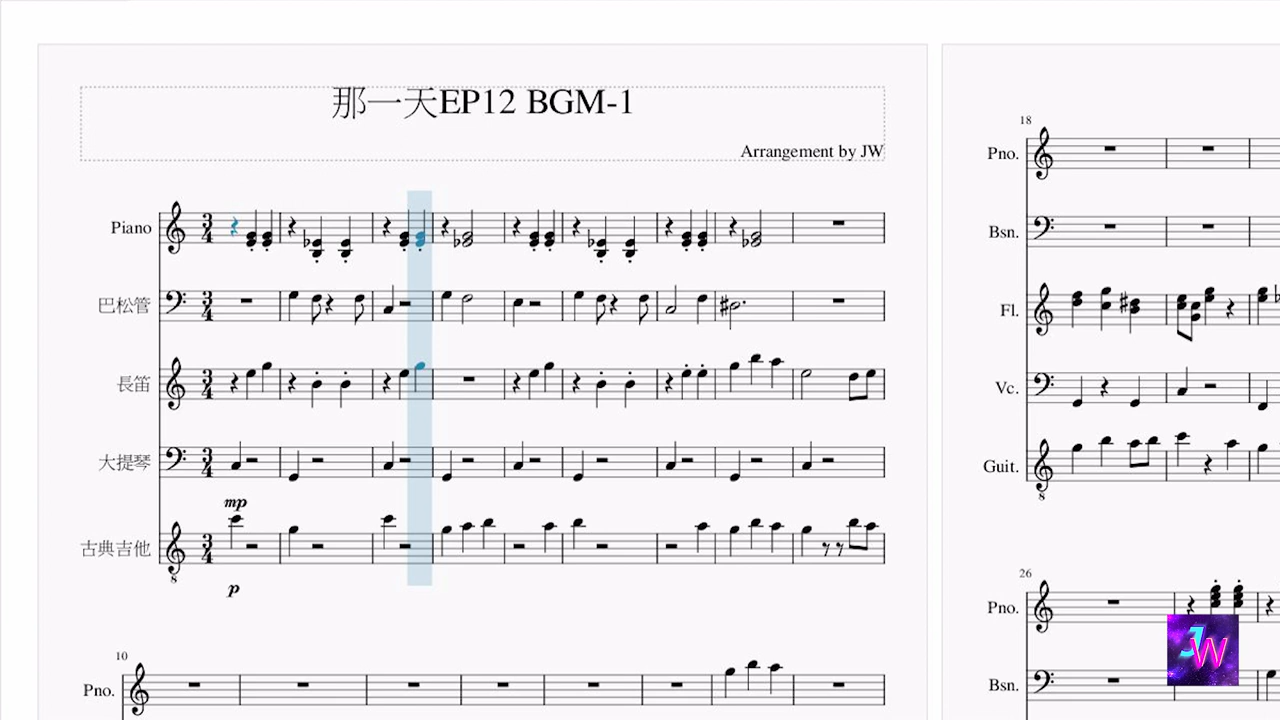 那一天EP12 BGM-1
Arrangement by JW
Piano
巴松管
長笛
大提琴
mp
古典吉他
8
p
10
Pno.
18
Pno.
Bsn.
Fl.
Vc.
Guit.
8
26
Pno.
Bsn.
JW